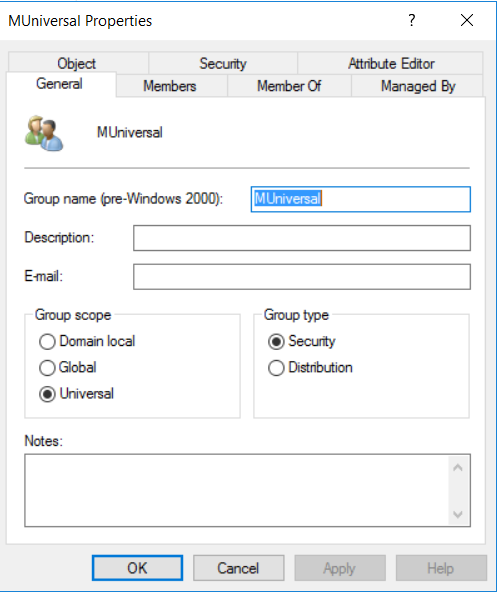 MUniversal Properties ?
Object Security Attribute Editor
General Members Member Of Managed By
MUniversal
Group name (pre-Windows 2000): MUniversal
Description:
E-mail:
Group scope Group type
Domain local Security
Global Distribution
Universal
Notes:
OK Cancel Apply Help